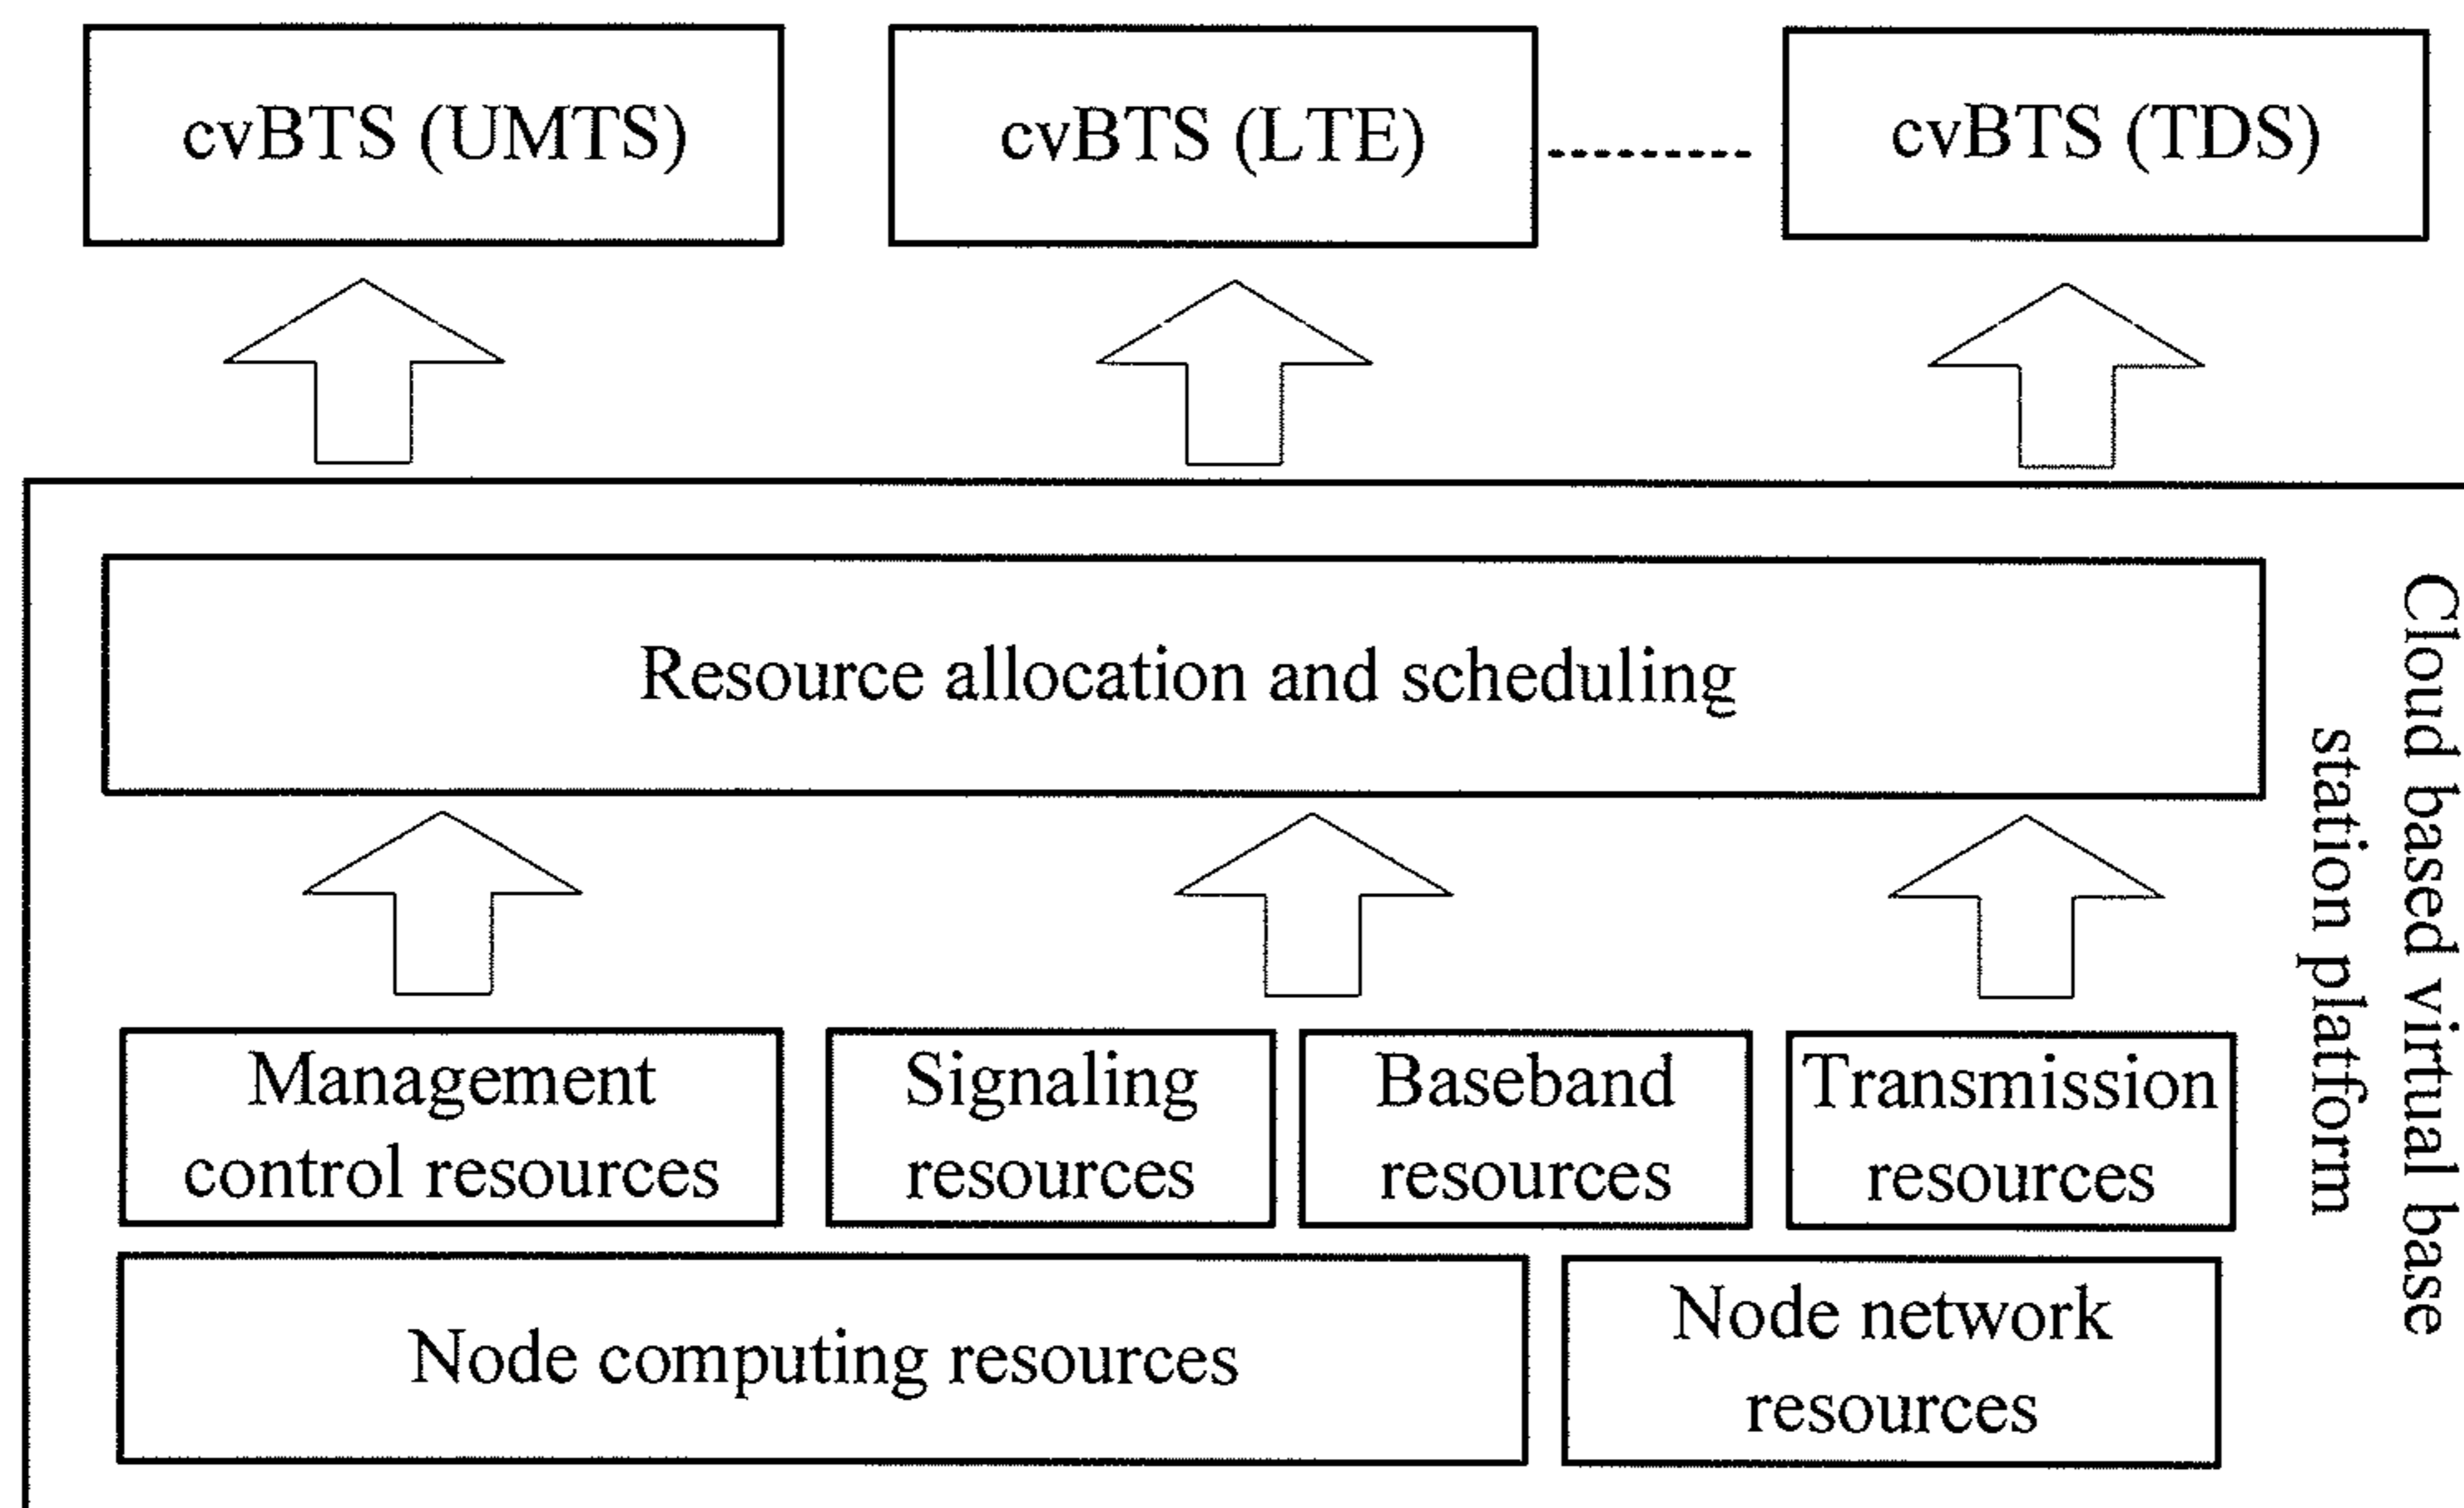 cvBTS (UMTS)
cvBTS (LTE)
cvBTS (TDS)
Resource allocation and scheduling
Cloud based virtual base
station platform
Management
control resources
Signaling
resources
Baseband
resources
Transmission
resources
Node computing resources
Node network
resources